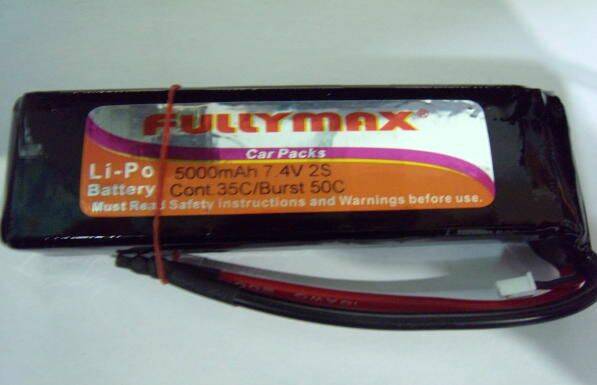 FULLYMAX®
Car Packs
Li-Po Battery
5000mAh 7.4V 2S
Cont.35C/Burst 50C
Must Read Safety instructions and Warnings before use.